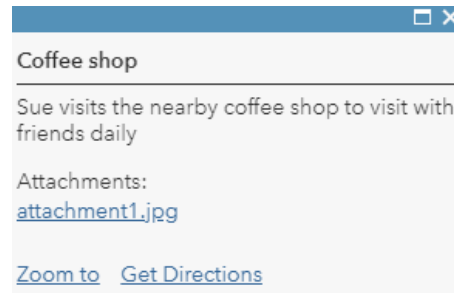 Coffee shop
Sue visits the nearby coffee shop to visit with
friends daily
Attachments:
attachment1.jpg
Zoom to Get Directions